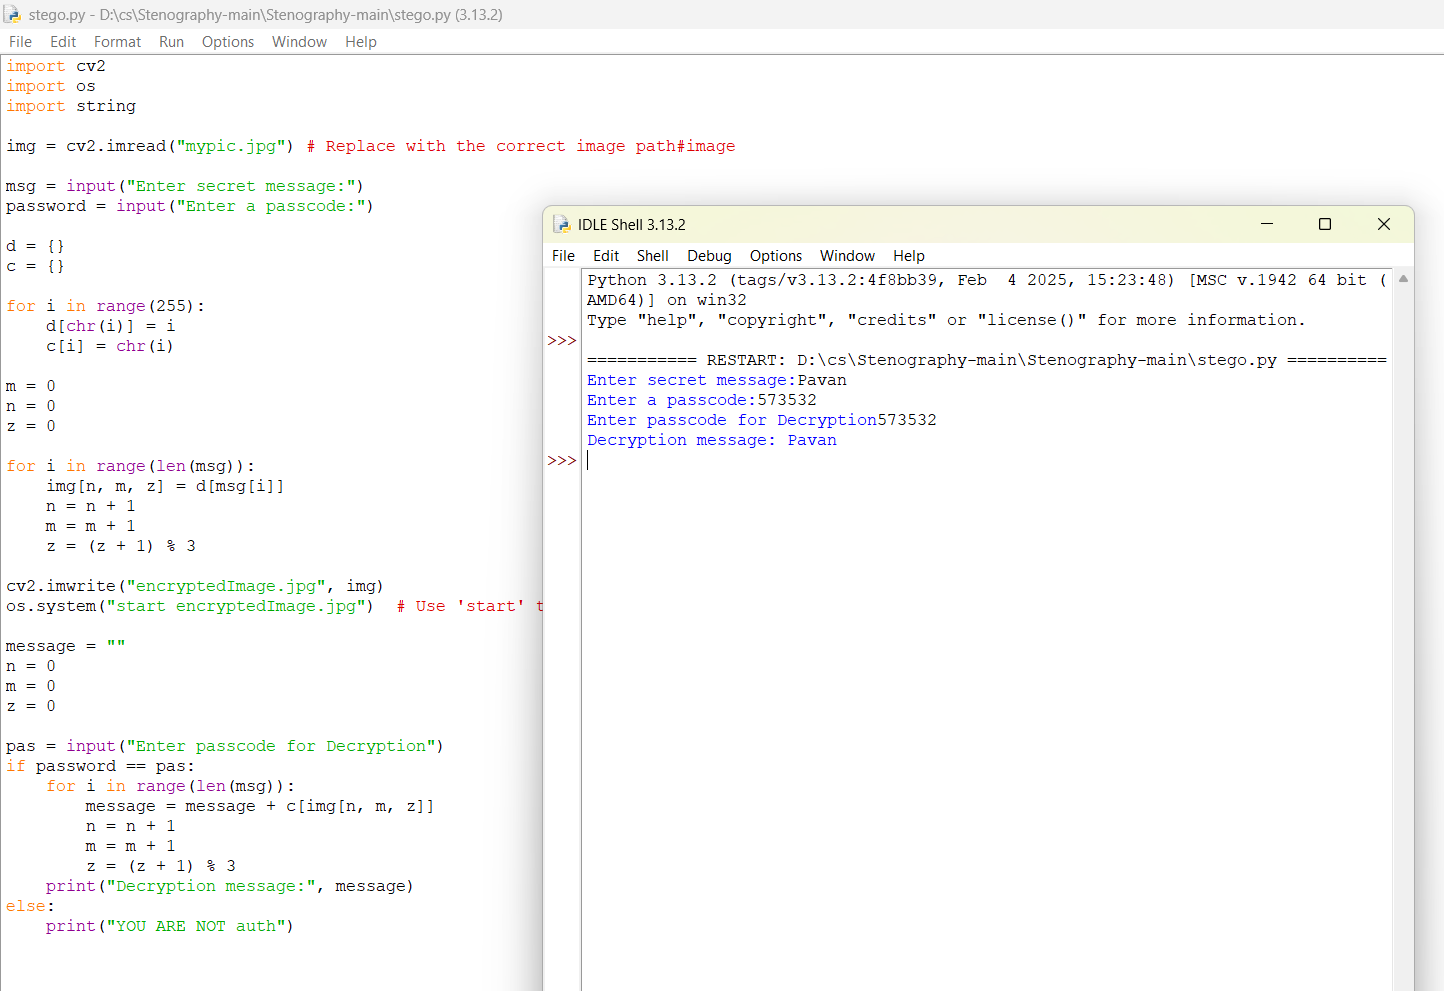 stego.py - D:\cs\Stenography-main\Stenography-main\stego.py (3.13.2)
File Edit Format Run Options Window Help
import cv2
import os
import string
img = cv2.imread("mypic.jpg") # Replace with the correct image path#image
msg = input("Enter secret message:")
password = input("Enter a passcode:")
d = {}
c = {}
for i in range(255):
    d[chr(i)] = i
    c[i] = chr(i)
m = 0
n = 0
z = 0
for i in range(len(msg)):
    img[n, m, z] = d[msg[i]]
    n = n + 1
    m = m + 1
    z = (z + 1) % 3
cv2.imwrite("encryptedImage.jpg", img)
os.system("start encryptedImage.jpg")  # Use 'start' t
message = ""
n = 0
m = 0
z = 0
pas = input("Enter passcode for Decryption")
if password == pas:
    for i in range(len(msg)):
        message = message + c[img[n, m, z]]
        n = n + 1
        m = m + 1
        z = (z + 1) % 3
    print("Decryption message:", message)
else:
    print("YOU ARE NOT auth")
IDLE Shell 3.13.2
File Edit Shell Debug Options Window Help
Python 3.13.2 (tags/v3.13.2:4f8bb39, Feb  4 2025, 15:23:48) [MSC v.1942 64 bit (
AMD64)] on win32
Type "help", "copyright", "credits" or "license()" for more information.
>>>
=========== RESTART: D:\cs\Stenography-main\Stenography-main\stego.py ==========
Enter secret message:Pavan
Enter a passcode:573532
Enter passcode for Decryption573532
Decryption message: Pavan
>>>